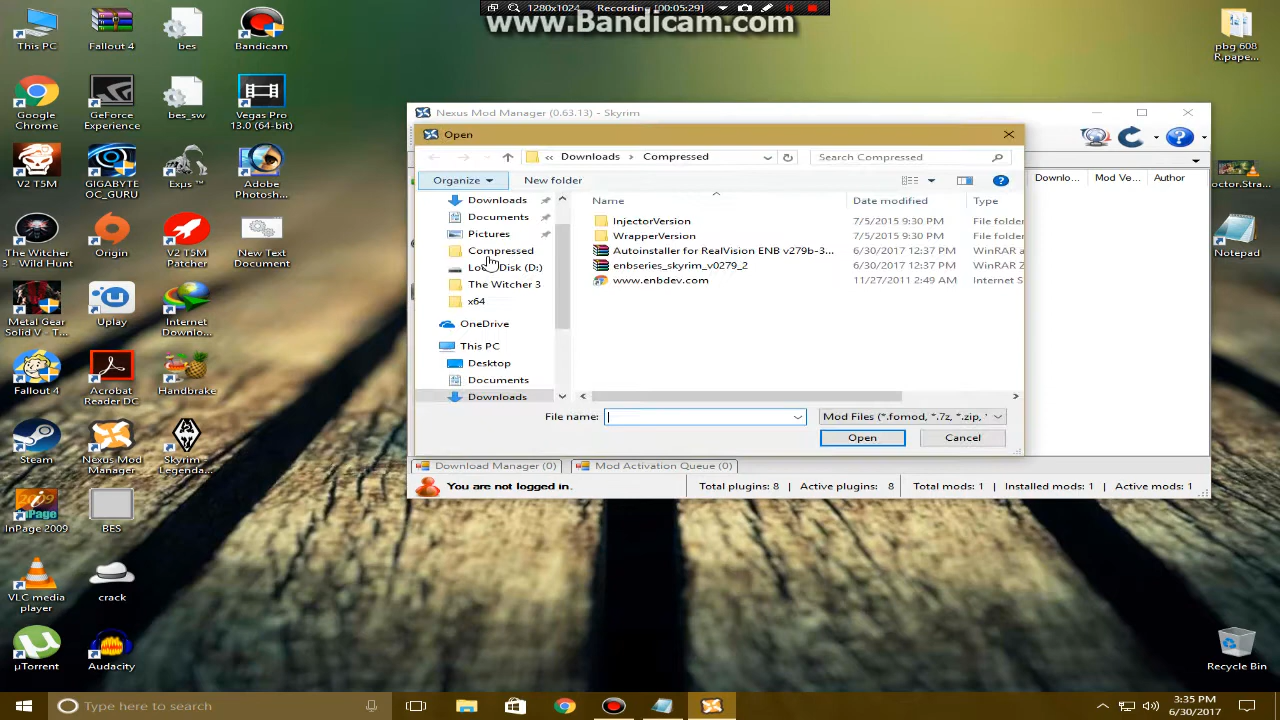 1280x1024
Recording [00:05:29]
www.Bandicam.com
This PC
Fallout 4
bes
Bandicam
Google
Chrome
GeForce
Experience
bes_sw
Vegas Pro
13.0 (64-bit)
V2 T5M
GIGABYTE
OC_GURU
Exµs ™
Adobe
Photosh...
The Witcher
3 - Wild Hunt
Origin
V2 T5M
Patcher
New Text
Document
Metal Gear
Solid V - T...
Uplay
Internet
Downlo...
Fallout 4
Acrobat
Reader DC
Handbrake
Steam
Nexus Mod
Manager
Skyrim -
Legenda...
InPage 2009
BES
VLC media
player
crack
µTorrent
Audacity
pbg 608
R.pape...
octor.Stra...
Notepad
Recycle Bin
Nexus Mod Manager (0.63.13) - Skyrim
Open
Downloads
Compressed
Search Compressed
Organize
New folder
Downlo...
Mod Ve...
Author
Downloads
Documents
Pictures
Compressed
Local Disk (D:)
The Witcher 3
x64
OneDrive
This PC
Desktop
Documents
Downloads
Name
Date modified
Type
InjectorVersion
7/5/2015 9:30 PM
File folder
WrapperVersion
7/5/2015 9:30 PM
File folder
Autoinstaller for RealVision ENB v279b-3...
6/30/2017 12:37 PM
WinRAR a
enbseries_skyrim_v0279_2
6/30/2017 12:37 PM
WinRAR Z
www.enbdev.com
11/27/2011 2:49 AM
Internet S
File name:
Mod Files (*.fomod, *.7z, *.zip, *
Open
Cancel
Download Manager (0)
Mod Activation Queue (0)
You are not logged in.
Total plugins: 8
Active plugins: 8
Total mods: 1
Installed mods: 1
Active mods: 1
Type here to search
3:35 PM
6/30/2017